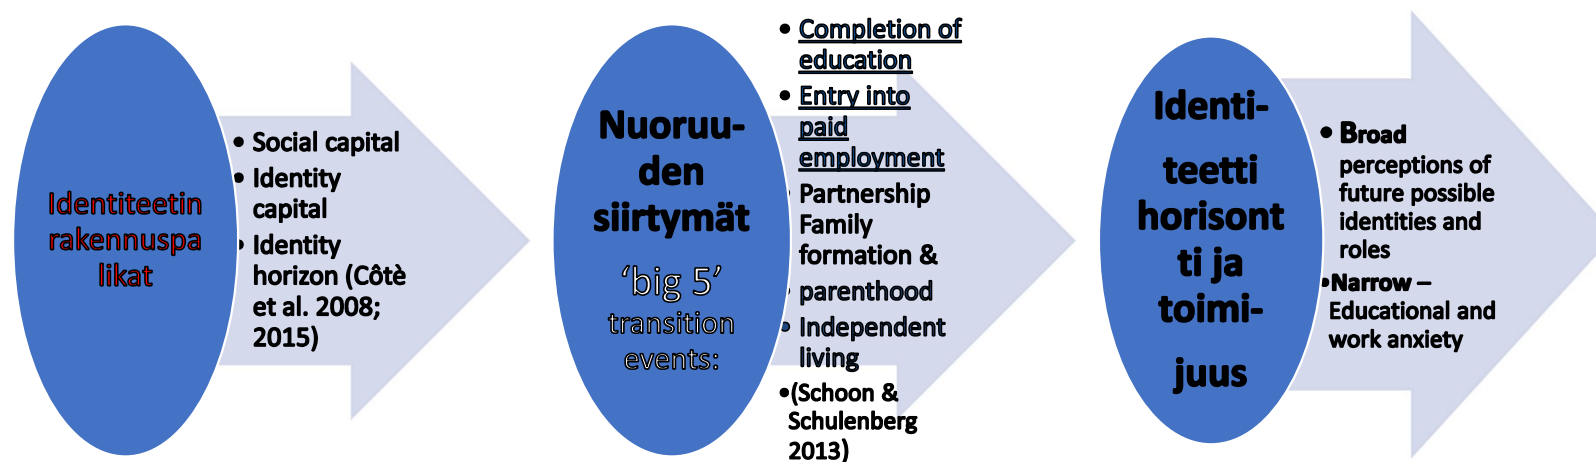 Identiteetin
rakennuspa
likat
• Social capital
• Identity
capital
• Identity
horizon (Côtè
et al. 2008;
2015)
Nuoruu-
den
siirtymät
‘big 5’
transition
events:
• Completion of
education
• Entry into
paid
employment
• Partnership
Family
formation &
• parenthood
• Independent
living
•(Schoon &
Schulenberg
2013)
Identi-
teetti
horisont
ti ja
toimi-
juus
• Broad
perceptions of
future possible
identities and
roles
•Narrow –
Educational and
work anxiety